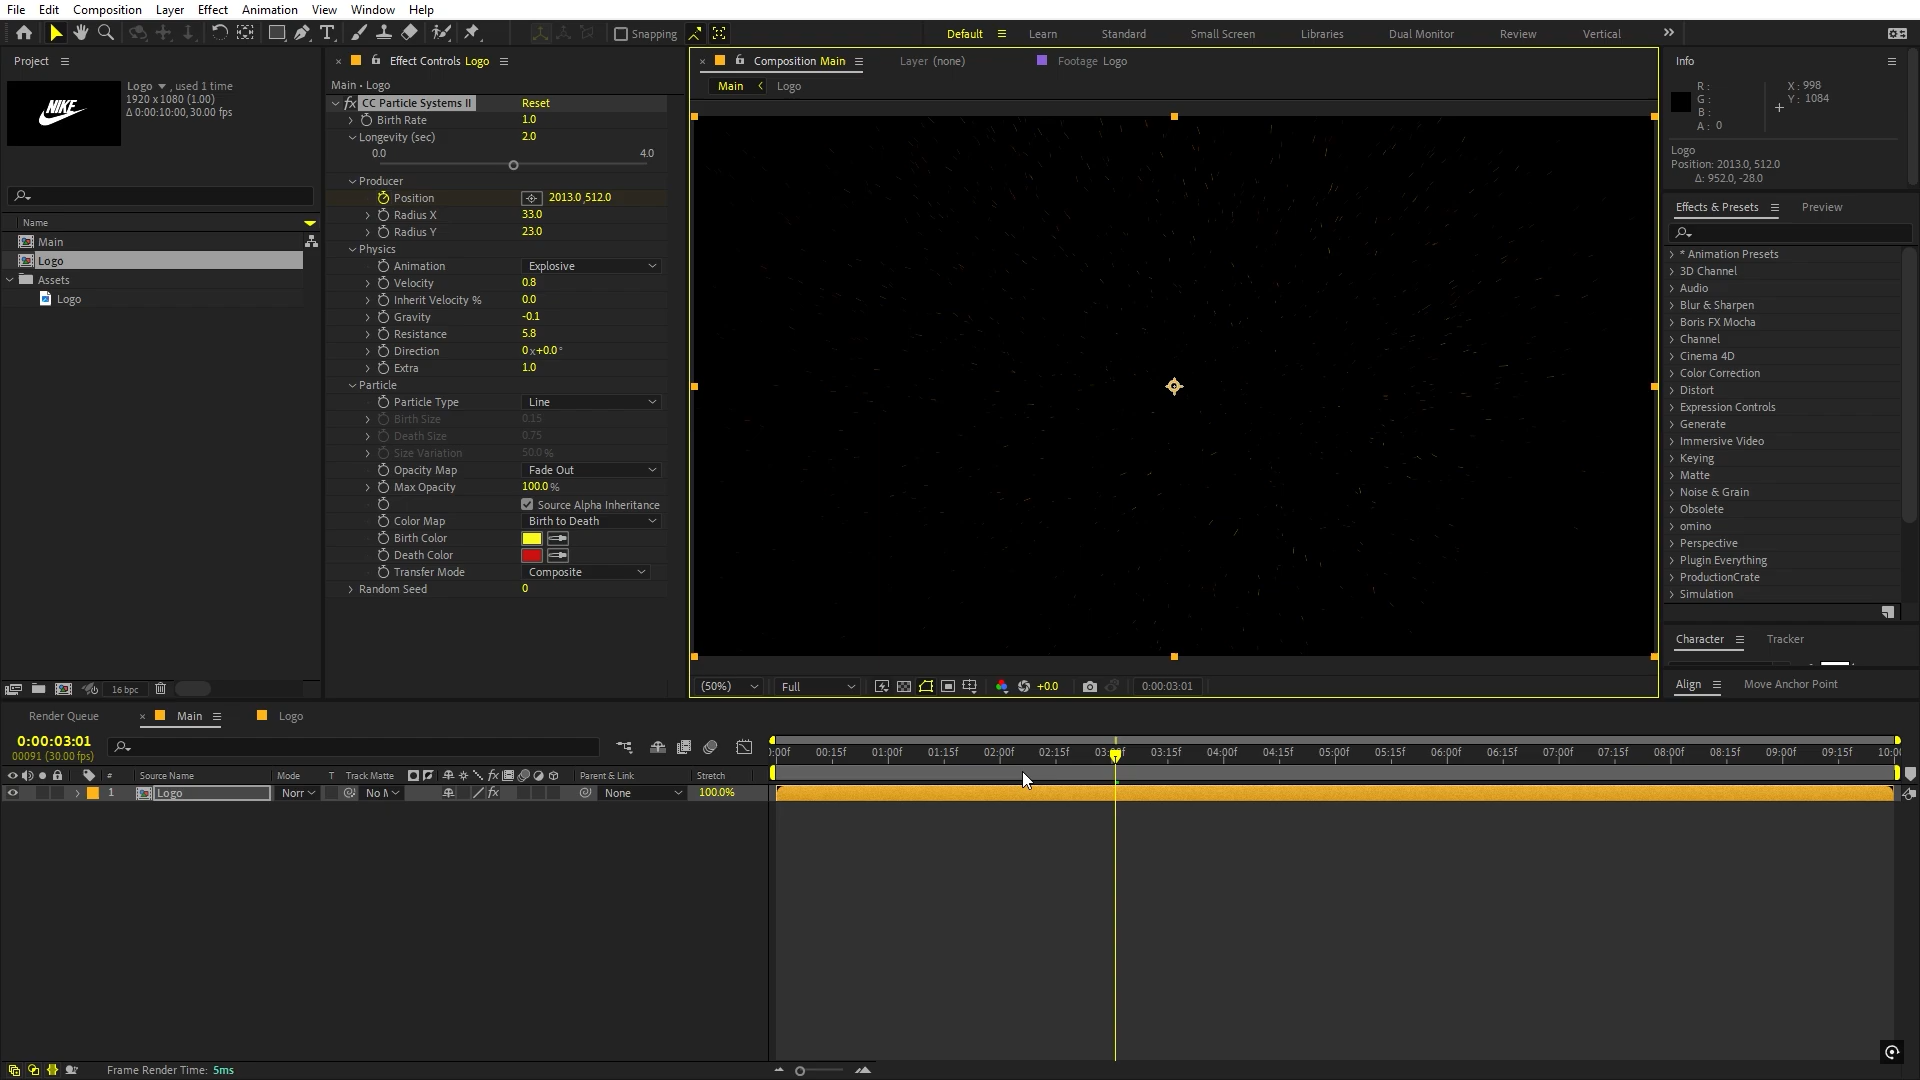 File Edit Composition Layer Effect Animation View Window Help
Snapping
Default Learn Standard Small Screen Libraries Dual Monitor Review Vertical
Project
Logo , used 1 time
1920 x 1080 (1.00)
Δ 0:00:10:00, 30.00 fps
NIKE
Name
Main
Logo
Assets
Logo
16 bpc
Effect Controls Logo
Main • Logo
fx CC Particle Systems II Reset
Birth Rate 1.0
Longevity (sec) 2.0
0.0 4.0
Producer
Position 2013.0,512.0
Radius X 33.0
Radius Y 23.0
Physics
Animation Explosive
Velocity 0.8
Inherit Velocity % 0.0
Gravity -0.1
Resistance 5.8
Direction 0x+0.0°
Extra 1.0
Particle
Particle Type Line
Birth Size 0.15
Death Size 0.75
Size Variation 50.0%
Opacity Map Fade Out
Max Opacity 100.0%
Source Alpha Inheritance
Color Map Birth to Death
Birth Color
Death Color
Transfer Mode Composite
Random Seed 0
Composition Main Layer (none) Footage Logo
Main Logo
(50%) Full +0.0 0:00:03:01
Info
R:
G:
B:
A: 0
X: 998
Y: 1084
Logo
Position: 2013.0, 512.0
Δ: 952.0, -28.0
Effects & Presets Preview
* Animation Presets
3D Channel
Audio
Blur & Sharpen
Boris FX Mocha
Channel
Cinema 4D
Color Correction
Distort
Expression Controls
Generate
Immersive Video
Keying
Matte
Noise & Grain
Obsolete
omino
Perspective
Plugin Everything
ProductionCrate
Simulation
Character Tracker
Align Move Anchor Point
Render Queue Main Logo
0:00:03:01
00091 (30.00 fps)
# Source Name Mode T Track Matte fx Parent & Link Stretch
1 Logo Norr No M fx None 100.0%
):00f 00:15f 01:00f 01:15f 02:00f 02:15f 03:00f 03:15f 04:00f 04:15f 05:00f 05:15f 06:00f 06:15f 07:00f 07:15f 08:00f 08:15f 09:00f 09:15f 10:0
Frame Render Time: 5ms